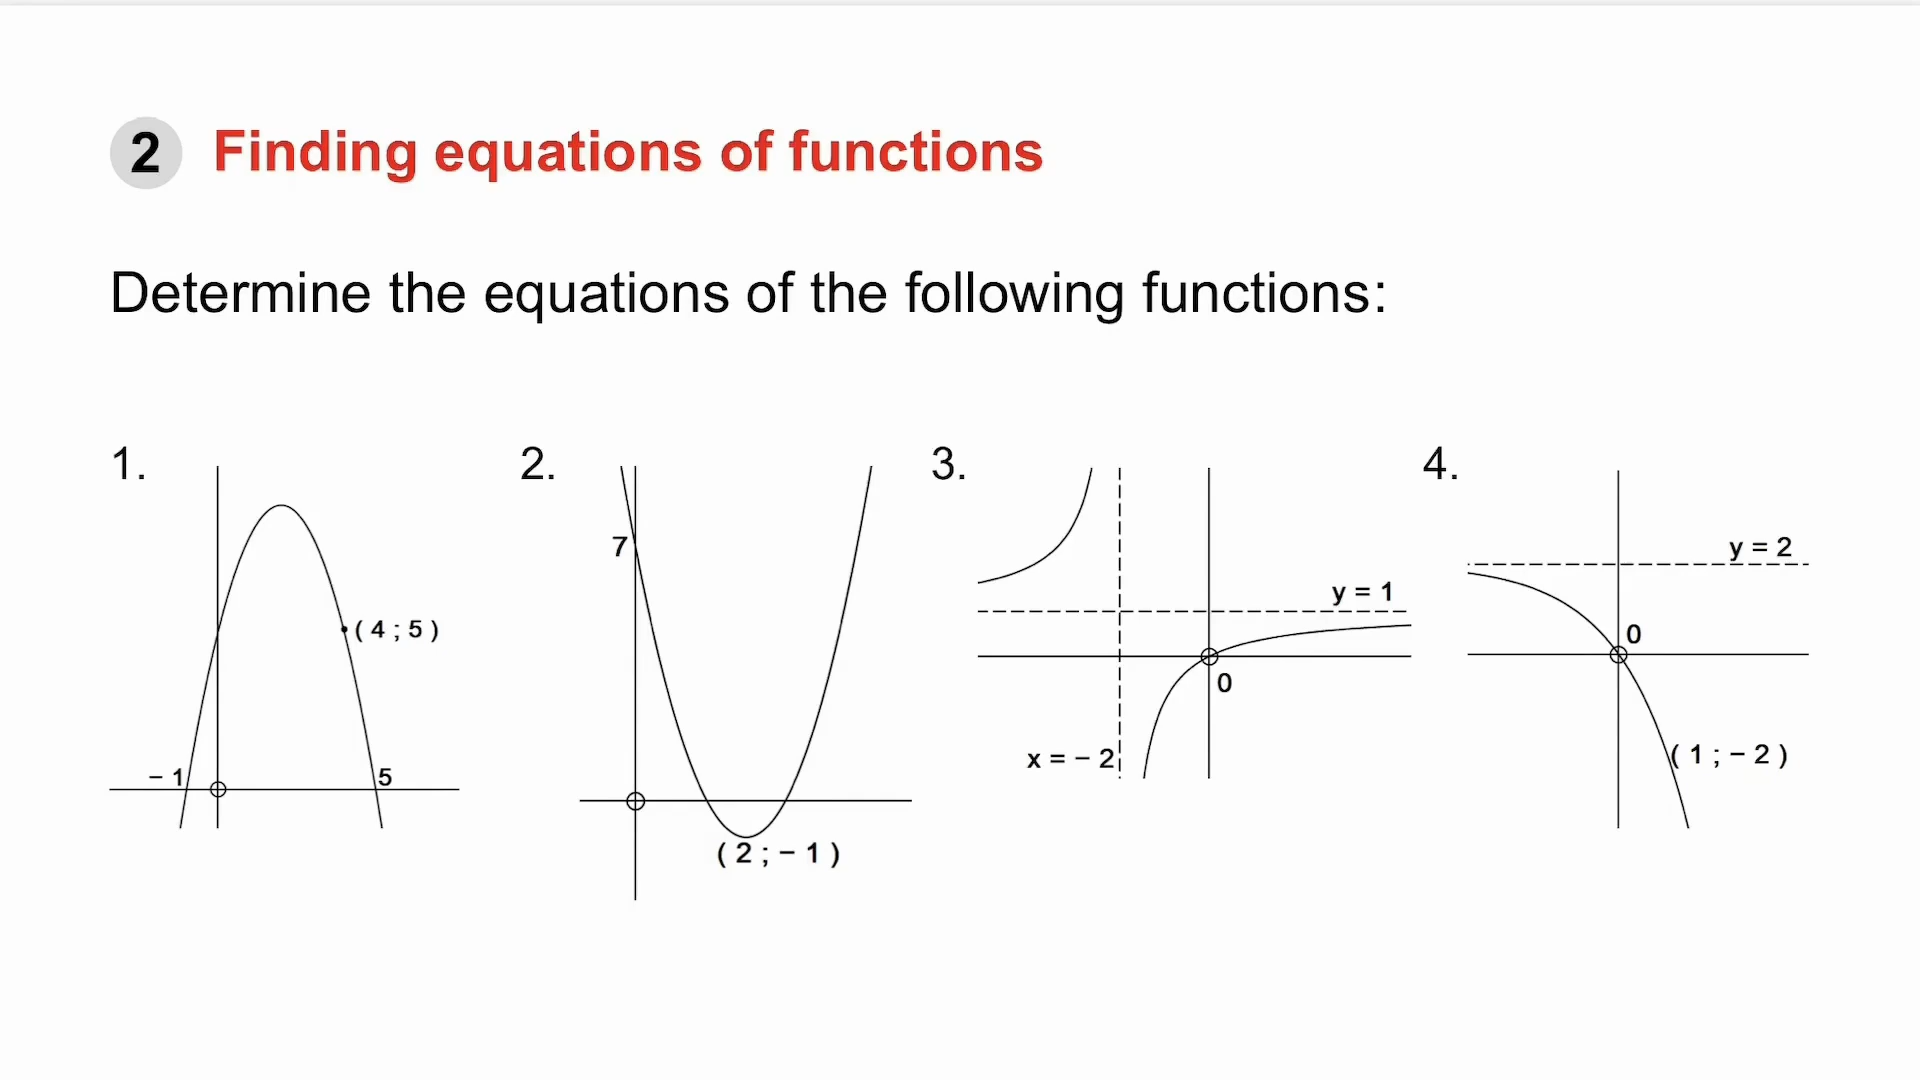 2 Finding equations of functions
Determine the equations of the following functions:
1.
7
( 4 ; 5 )
– 1
5
2.
7
( 2 ; – 1 )
3.
y = 1
0
x = – 2
4.
y = 2
0
( 1 ; – 2 )